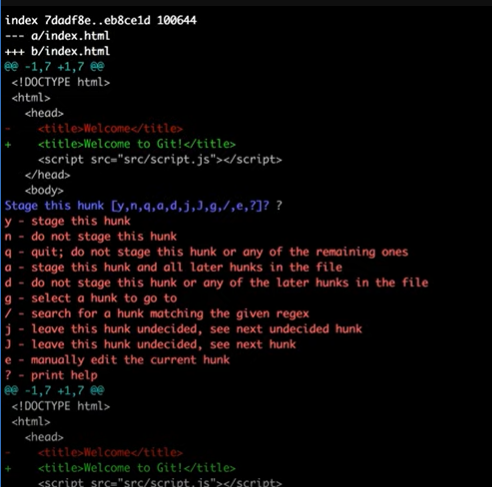 index 7dadf8e..eb8ce1d 100644
--- a/index.html
+++ b/index.html
@@ -1,7 +1,7 @@
 <!DOCTYPE html>
 <html>
   <head>
-    <title>Welcome</title>
+    <title>Welcome to Git!</title>
     <script src="src/script.js"></script>
   </head>
   <body>
Stage this hunk [y,n,q,a,d,j,J,g,/,e,?]? ?
y - stage this hunk
n - do not stage this hunk
q - quit; do not stage this hunk or any of the remaining ones
a - stage this hunk and all later hunks in the file
d - do not stage this hunk or any of the later hunks in the file
g - select a hunk to go to
/ - search for a hunk matching the given regex
j - leave this hunk undecided, see next undecided hunk
J - leave this hunk undecided, see next hunk
e - manually edit the current hunk
? - print help
@@ -1,7 +1,7 @@
 <!DOCTYPE html>
 <html>
   <head>
-    <title>Welcome</title>
+    <title>Welcome to Git!</title>
     <script src="src/script.js"></script>